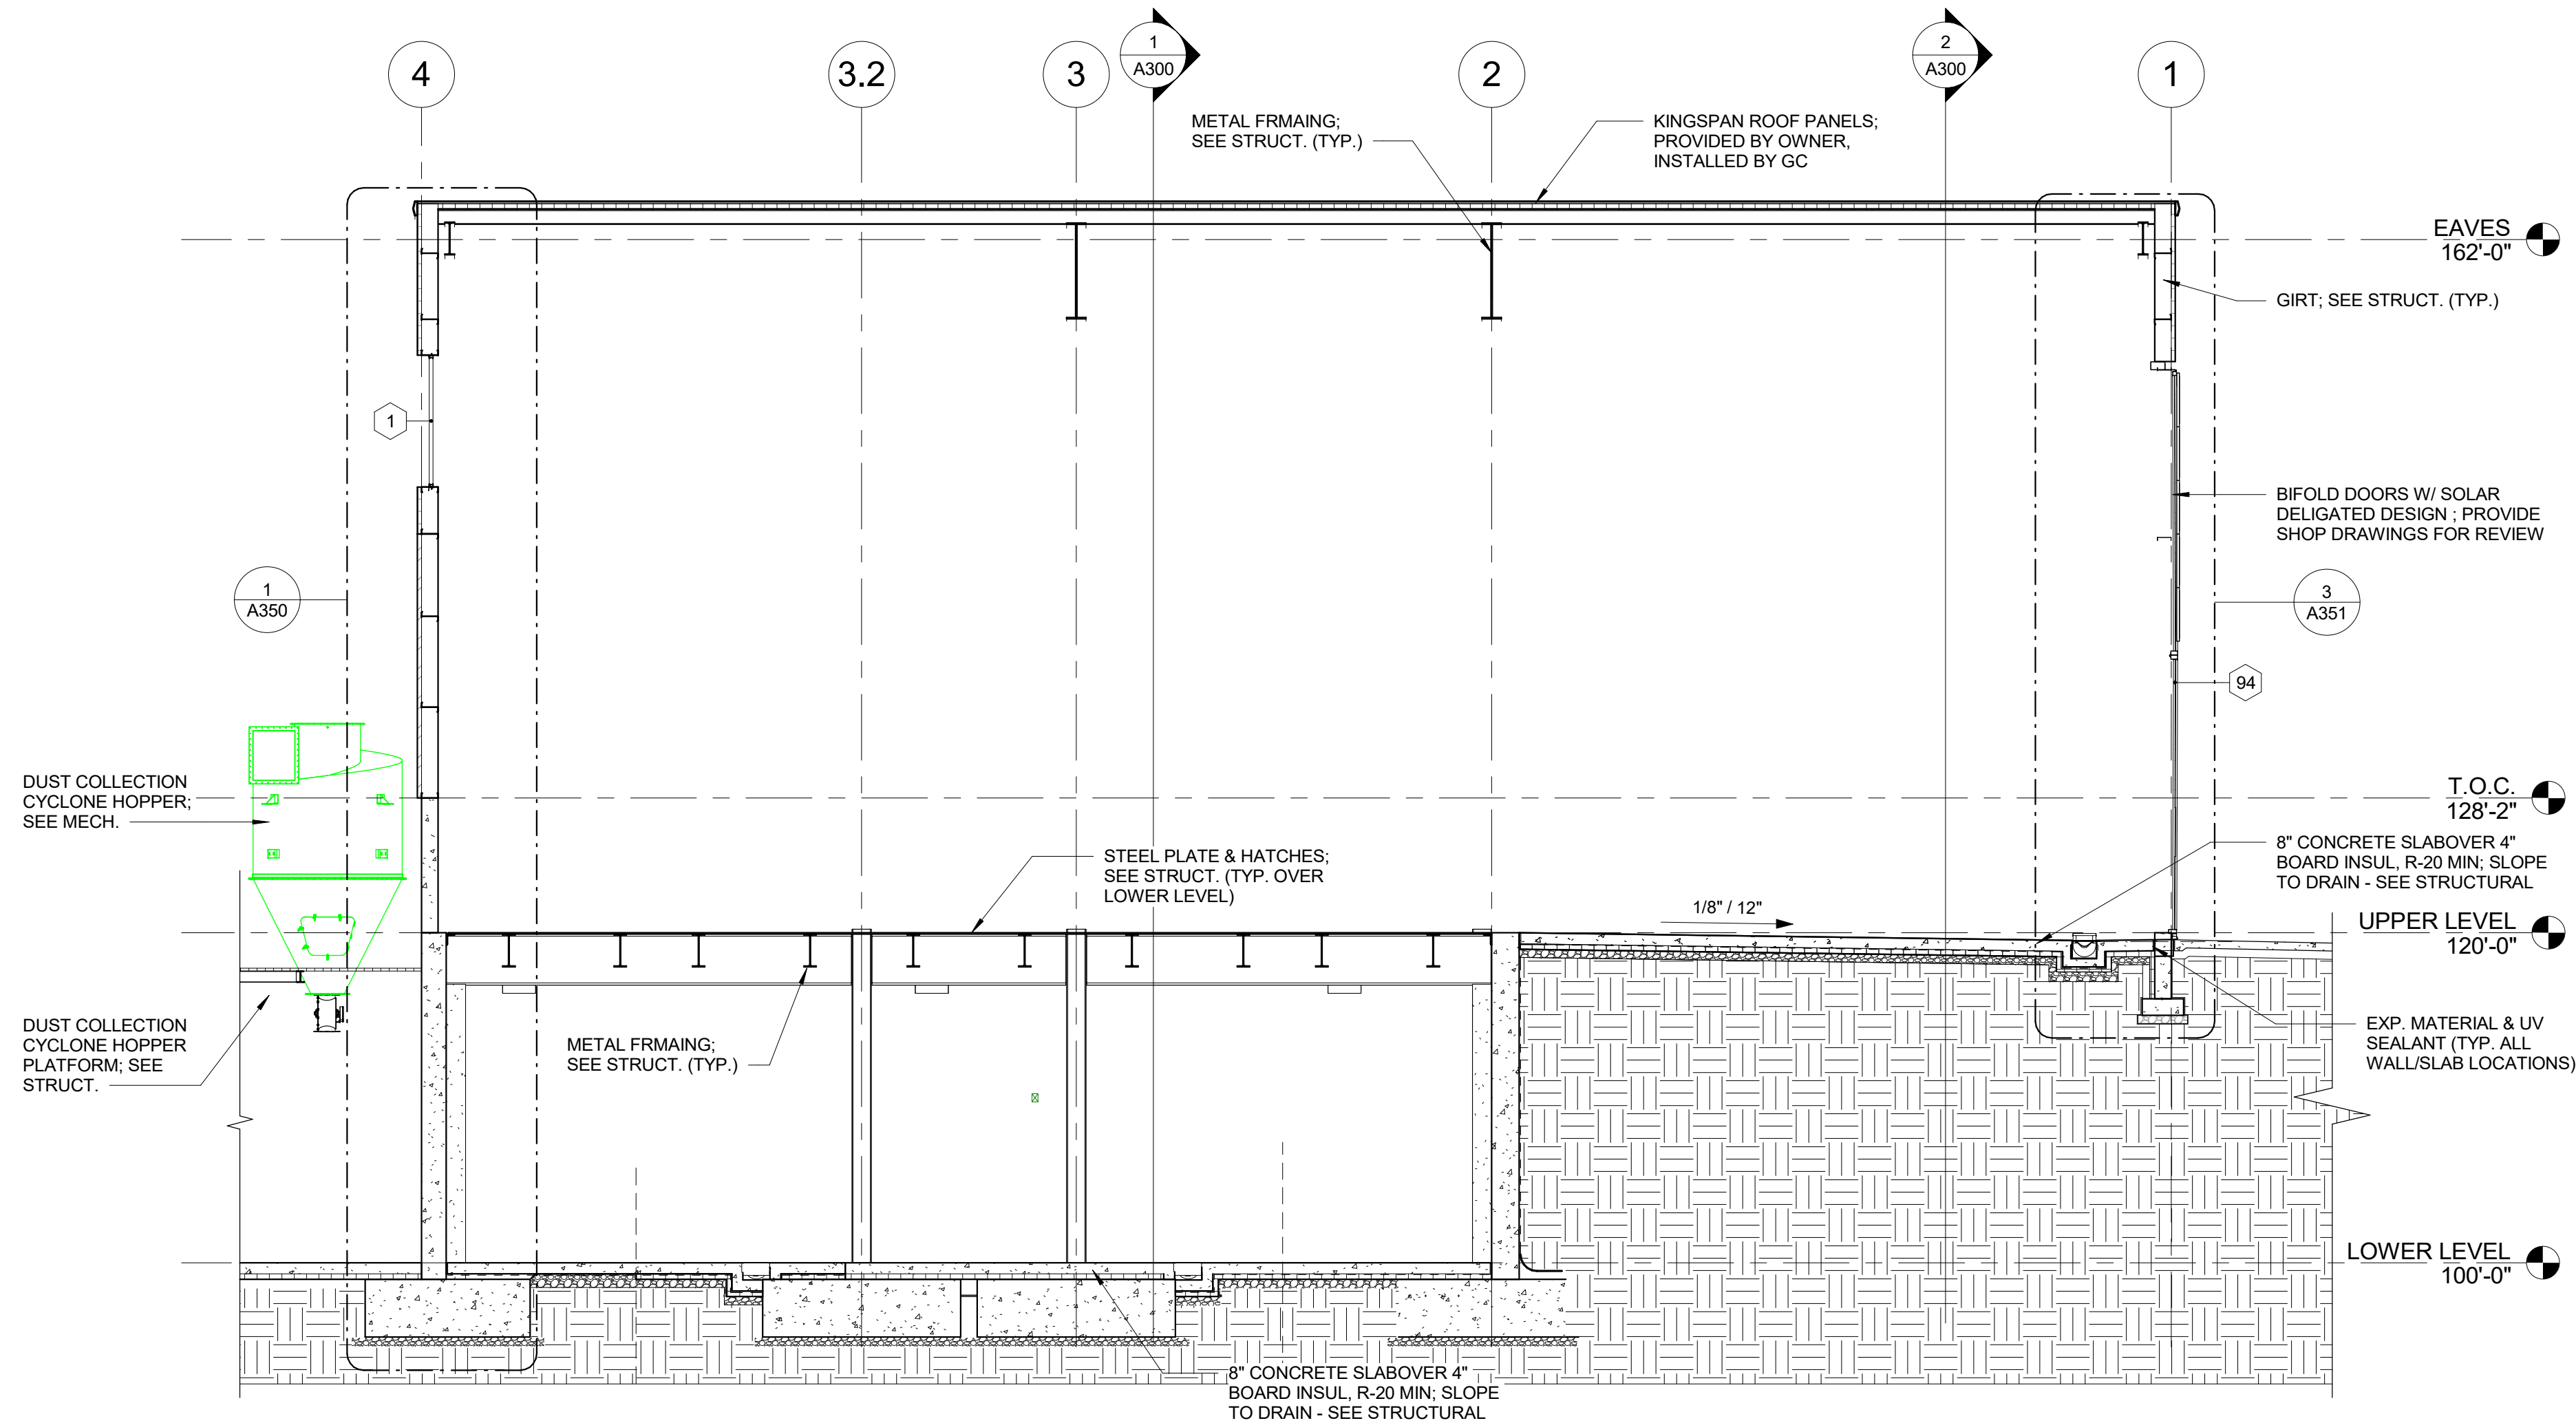 4
3.2
3
1
A300
2
2
A300
1
METAL FRMAING;
SEE STRUCT. (TYP.)
KINGSPAN ROOF PANELS;
PROVIDED BY OWNER,
INSTALLED BY GC
EAVES
162'-0"
GIRT; SEE STRUCT. (TYP.)
1
BIFOLD DOORS W/ SOLAR
DELIGATED DESIGN ; PROVIDE
SHOP DRAWINGS FOR REVIEW
1
A350
3
A351
94
DUST COLLECTION
CYCLONE HOPPER;
SEE MECH.
T.O.C.
128'-2"
STEEL PLATE & HATCHES;
SEE STRUCT. (TYP. OVER
LOWER LEVEL)
8" CONCRETE SLABOVER 4"
BOARD INSUL, R-20 MIN; SLOPE
TO DRAIN - SEE STRUCTURAL
1/8" / 12"
UPPER LEVEL
120'-0"
DUST COLLECTION
CYCLONE HOPPER
PLATFORM; SEE
STRUCT.
METAL FRMAING;
SEE STRUCT. (TYP.)
EXP. MATERIAL & UV
SEALANT (TYP. ALL
WALL/SLAB LOCATIONS)
LOWER LEVEL
100'-0"
8" CONCRETE SLABOVER 4"
BOARD INSUL, R-20 MIN; SLOPE
TO DRAIN - SEE STRUCTURAL